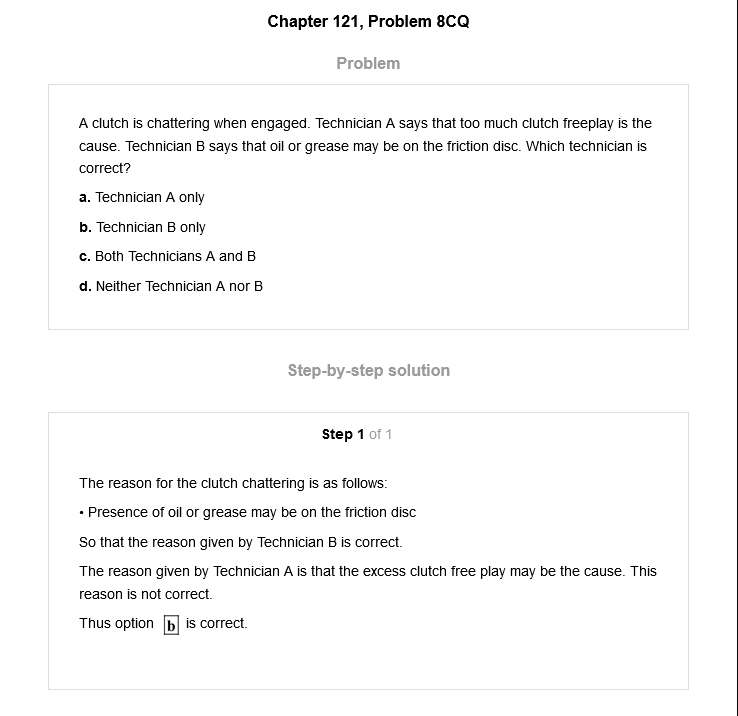 Chapter 121, Problem 8CQ
Problem
A clutch is chattering when engaged. Technician A says that too much clutch freeplay is the
cause. Technician B says that oil or grease may be on the friction disc. Which technician is
correct?
a. Technician A only
b. Technician B only
c. Both Technicians A and B
d. Neither Technician A nor B
Step-by-step solution
Step 1 of 1
The reason for the clutch chattering is as follows:
• Presence of oil or grease may be on the friction disc
So that the reason given by Technician B is correct.
The reason given by Technician A is that the excess clutch free play may be the cause. This
reason is not correct.
Thus option b is correct.